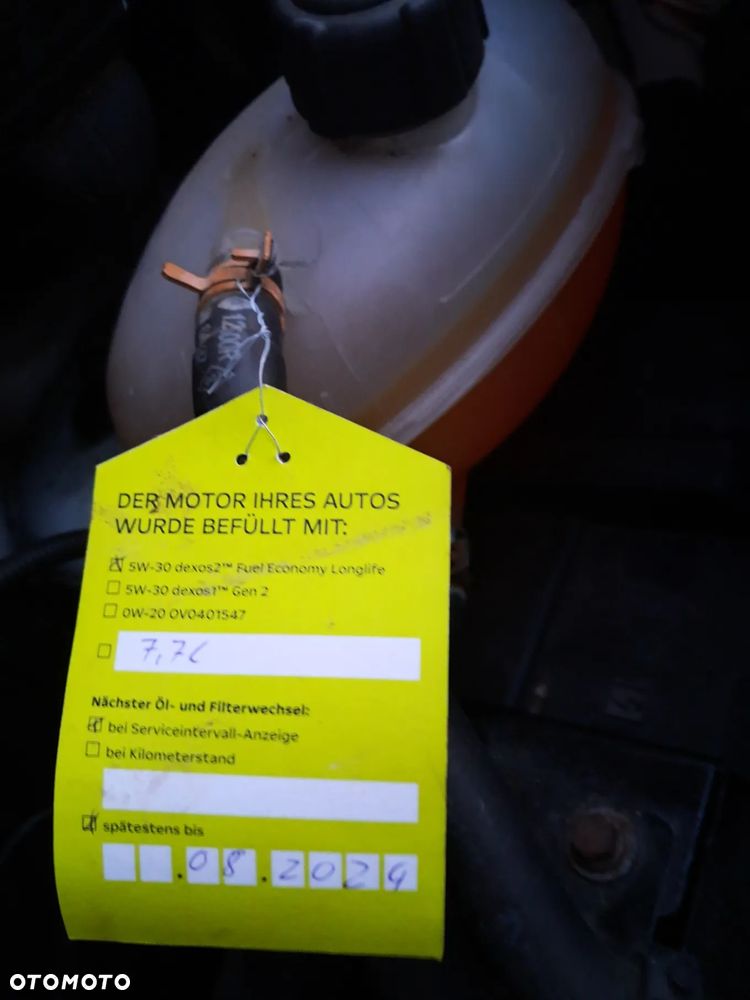 1200R
DER MOTOR IHRES AUTOS
WURDE BEFÜLLT MIT:
5W-30 dexos2™ Fuel Economy Longlife
5W-30 dexos1™ Gen 2
0W-20 OV0401547
7,7L
Nächster Öl- und Filterwechsel:
bei Serviceintervall-Anzeige
bei Kilometerstand
spätestens bis
.08.2024
OTOMOTO